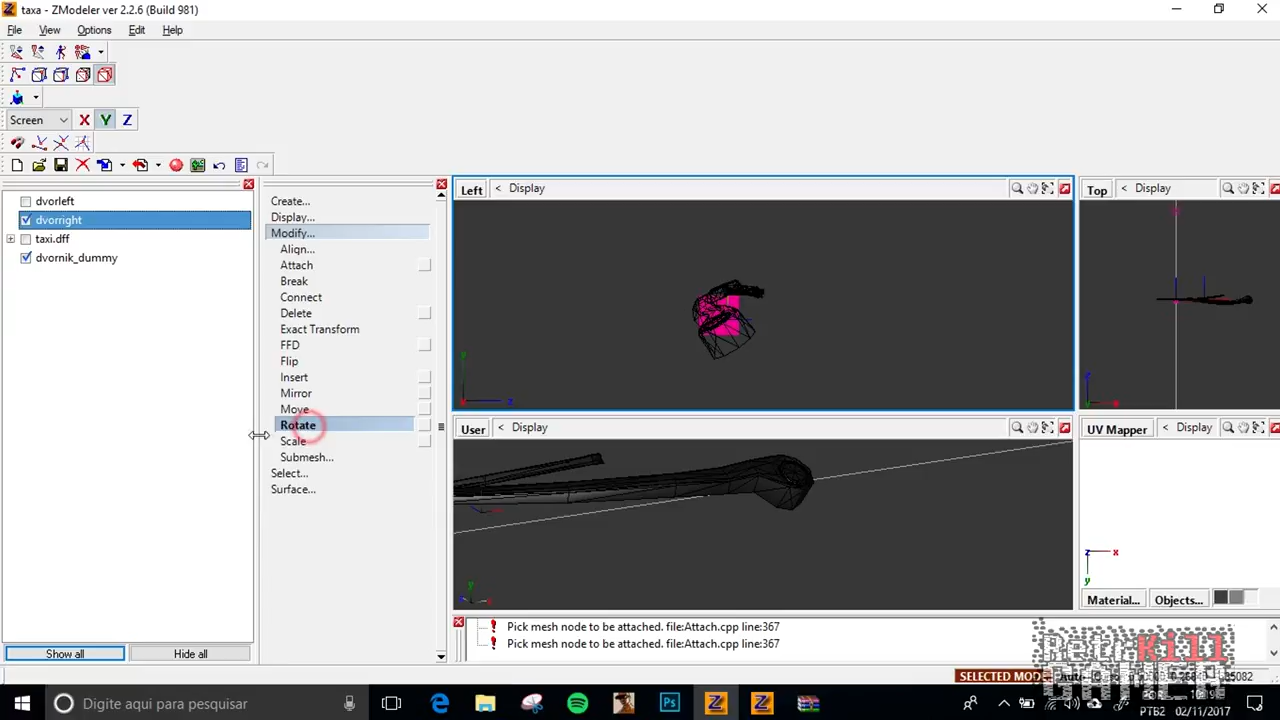 taxa - ZModeler ver 2.2.6 (Build 981)
File View Options Edit Help
Screen X Y Z
dvorleft
dvorright
taxi.dff
dvornik_dummy
Show all Hide all
Create...
Display...
Modify...
Align...
Attach
Break
Connect
Delete
Exact Transform
FFD
Flip
Insert
Mirror
Move
Rotate
Scale
Submesh...
Select...
Surface...
Left < Display
y
z
Top < Display
z
User < Display
y
UV Mapper < Display
z x
y
Material... Objects...
Pick mesh node to be attached. file:Attach.cpp line:367
Pick mesh node to be attached. file:Attach.cpp line:367
SELECTED MODE
RetroKill
GAMER
Digite aqui para pesquisar
PTB2 02/11/2017